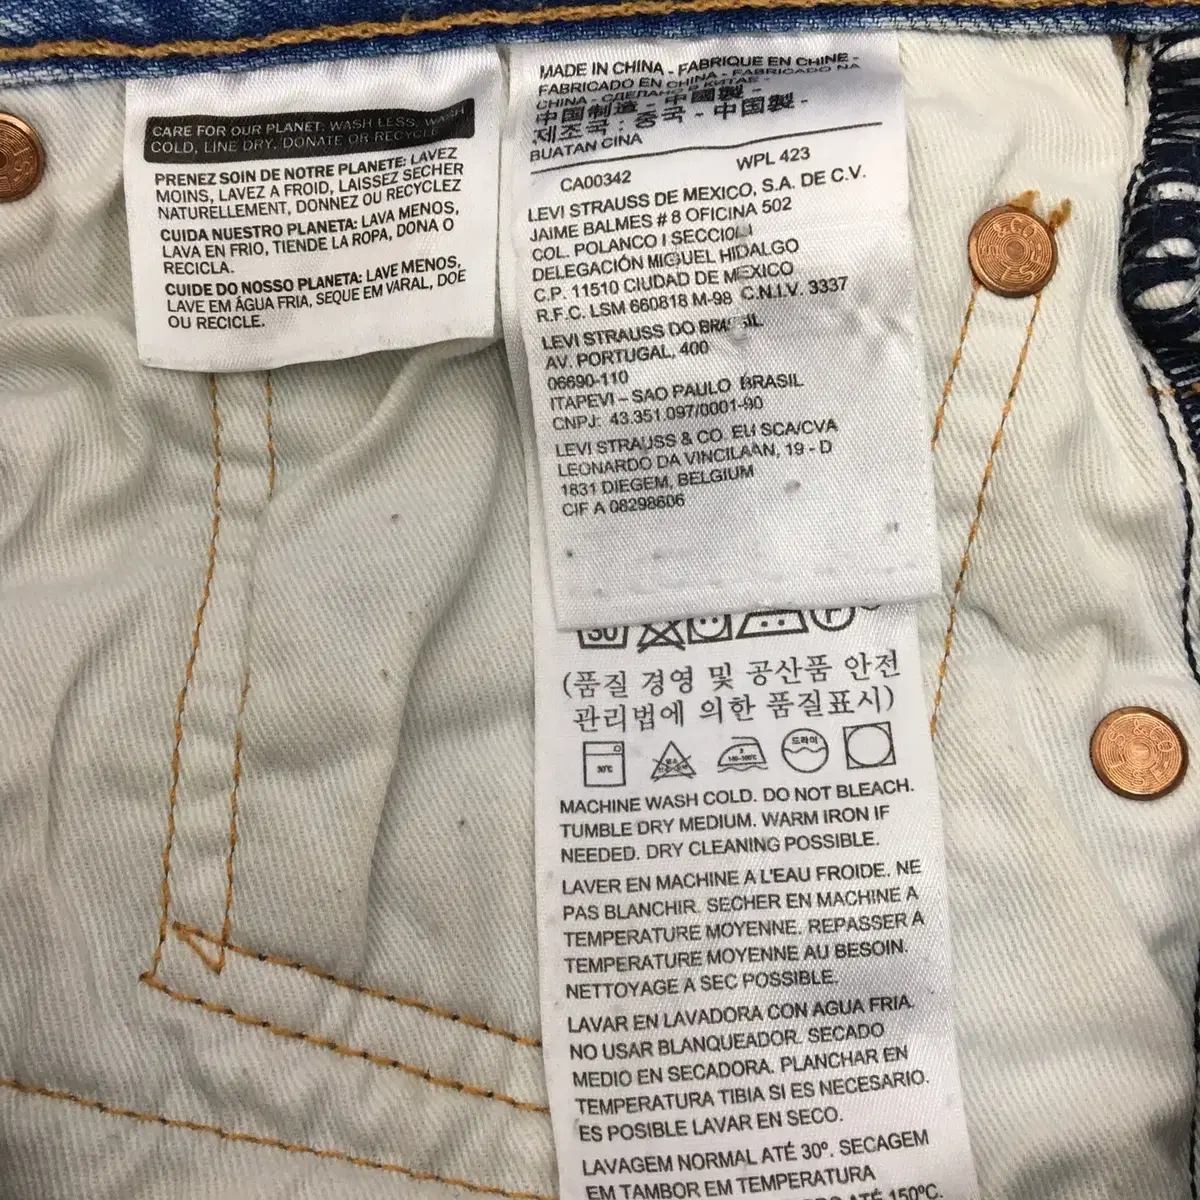 CARE FOR OUR PLANET: WASH LESS, WASH
COLD, LINE DRY. DONATE OR RECYCLE
PRENEZ SOIN DE NOTRE PLANETE: LAVEZ
MOINS, LAVEZ A FROID, LAISSEZ SECHER
NATURELLEMENT, DONNEZ OU RECYCLEZ
CUIDA NUESTRO PLANETA: LAVA MENOS,
LAVA EN FRIO, TIENDE LA ROPA, DONA O
RECICLA.
CUIDE DO NOSSO PLANETA: LAVE MENOS,
LAVE EM ÁGUA FRIA, SEQUE EM VARAL, DOE
OU RECICLE.
MADE IN CHINA - FABRIQUE EN CHINE -
FABRICADO EN CHINA - FABRICADO NA
CHINA - СДЕЛАНО В КИТАЕ -
中国制造 - 中國製 -
제조국 : 중국 - 中国製 -
BUATAN CINA
CA00342 WPL 423
LEVI STRAUSS DE MEXICO, S.A. DE C.V.
JAIME BALMES # 8 OFICINA 502
COL. POLANCO I SECCION
DELEGACIÓN MIGUEL HIDALGO
C.P. 11510 CIUDAD DE MEXICO
R.F.C. LSM 660818 M-98 C.N.I.V. 3337
LEVI STRAUSS DO BRASIL
AV. PORTUGAL, 400
06690-110
ITAPEVI – SAO PAULO BRASIL
CNPJ: 43.351.097/0001-90
LEVI STRAUSS & CO. EU SCA/CVA
LEONARDO DA VINCILAAN, 19 - D
1831 DIEGEM, BELGIUM
CIF A 08298606
30
(품질 경영 및 공산품 안전
관리법에 의한 품질표시)
30℃ 드라이
MACHINE WASH COLD. DO NOT BLEACH.
TUMBLE DRY MEDIUM. WARM IRON IF
NEEDED. DRY CLEANING POSSIBLE.
LAVER EN MACHINE A L'EAU FROIDE. NE
PAS BLANCHIR. SECHER EN MACHINE A
TEMPERATURE MOYENNE. REPASSER A
TEMPERATURE MOYENNE AU BESOIN.
NETTOYAGE A SEC POSSIBLE.
LAVAR EN LAVADORA CON AGUA FRIA.
NO USAR BLANQUEADOR. SECADO
MEDIO EN SECADORA. PLANCHAR EN
TEMPERATURA TIBIA SI ES NECESARIO.
ES POSIBLE LAVAR EN SECO.
LAVAGEM NORMAL ATÉ 30º. SECAGEM
EM TAMBOR EM TEMPERATURA
ATÉ 150ºC.